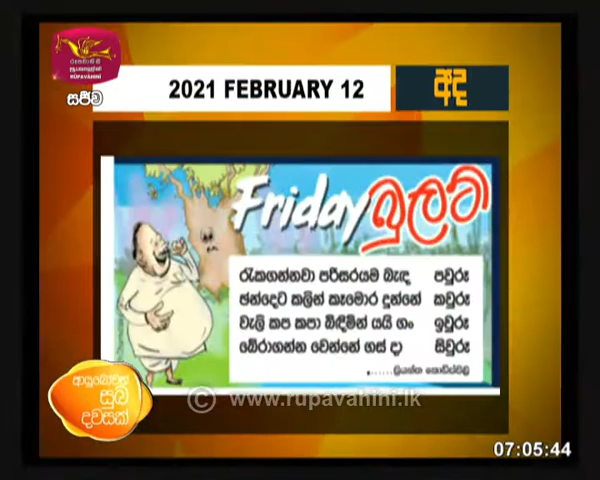 රූපවාහිනී
RUPAVAHINI
සජීව
2021 FEBRUARY 12
අද
Friday බුලට්
රැකගන්නවා පරිසරයම බැඳ පවුරු
ඡන්දෙට කලින් කෑමොර දුන්නේ කවුරු
වැලි කප කපා බිඳිමින් යයි ගං ඉවුරු
බේරාගන්න වෙන්නේ ගස් දා සිවුරු
ආයුබෝවන්
සුබ
දවසක්
© www.rupavahini.lk
07:05:44